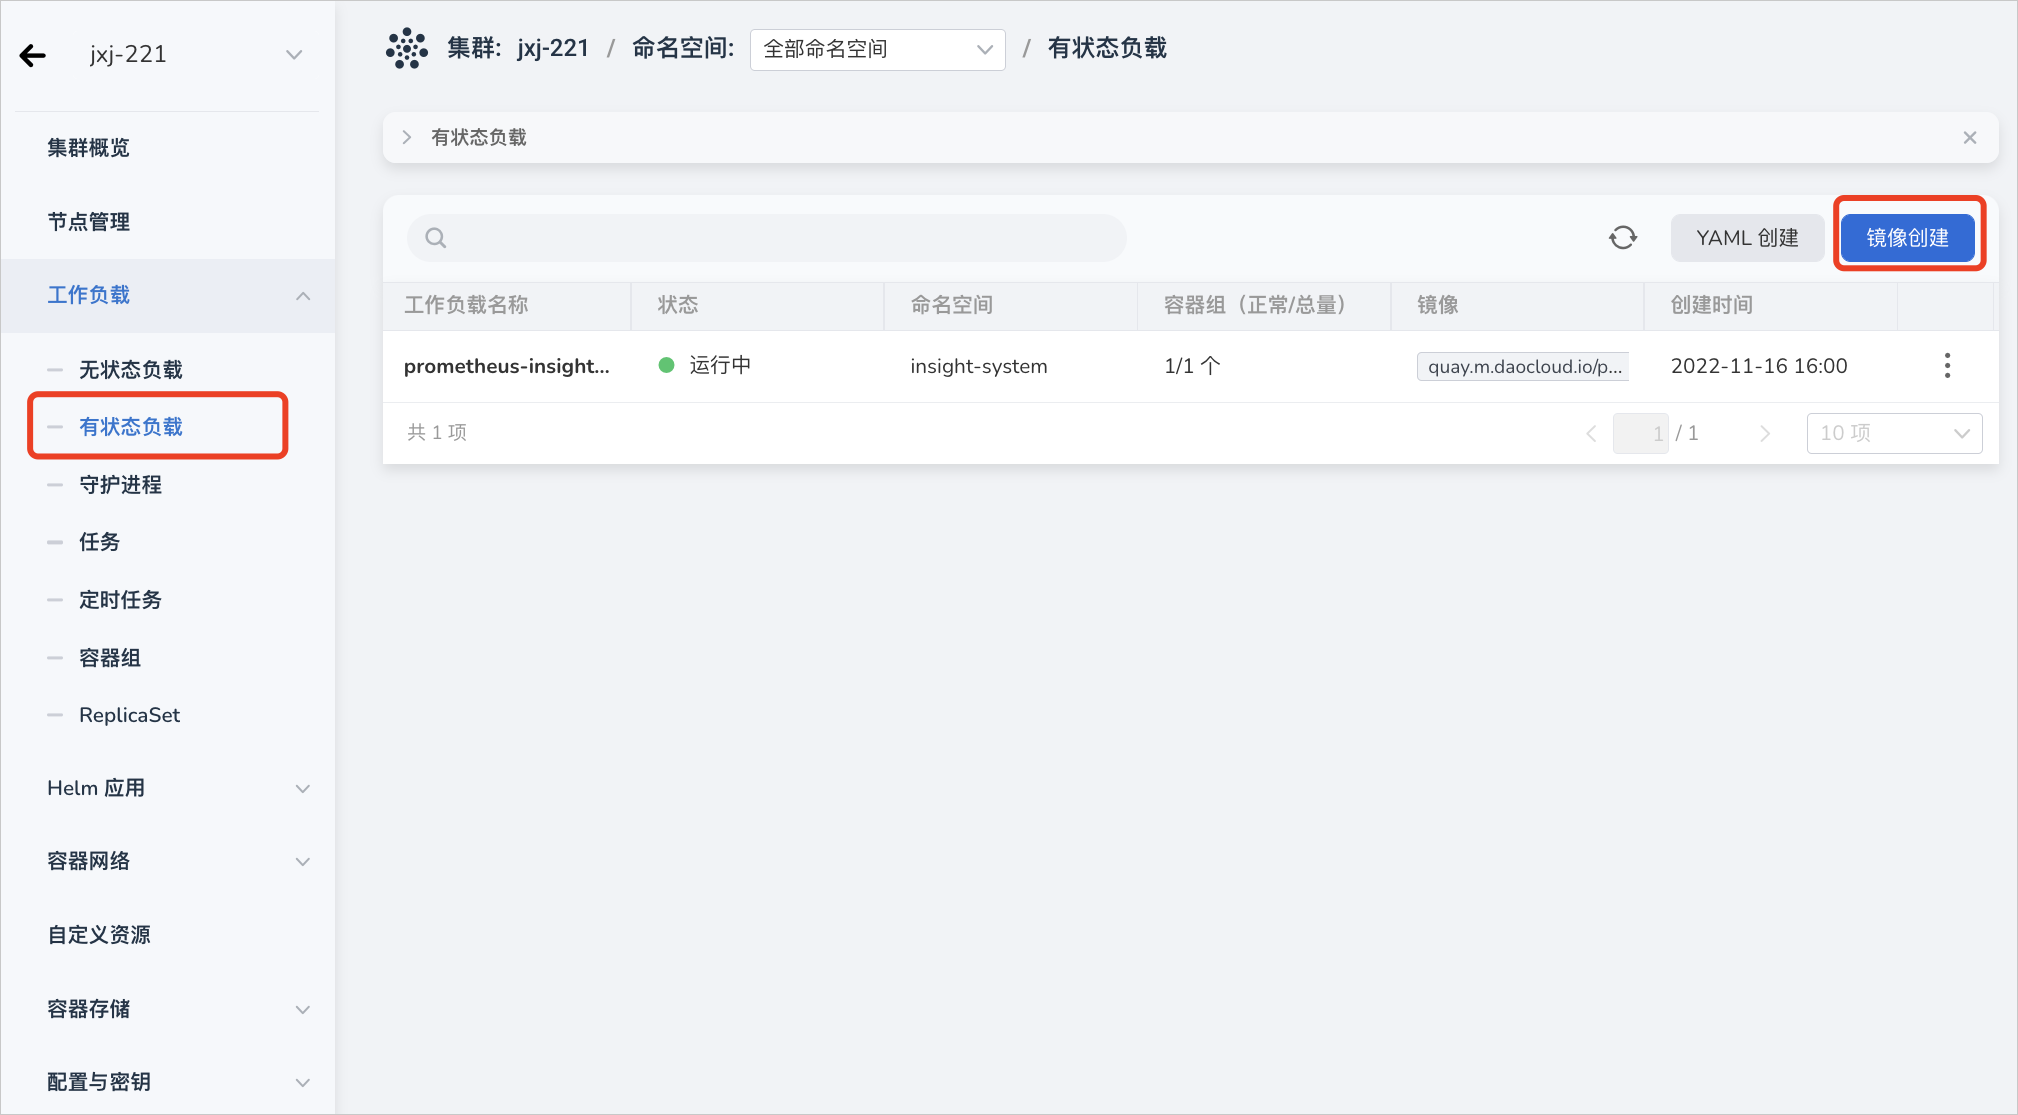 jxj-221
集群概览
节点管理
工作负载
无状态负载
有状态负载
守护进程
任务
定时任务
容器组
ReplicaSet
Helm 应用
容器网络
自定义资源
容器存储
配置与密钥
集群: jxj-221 / 命名空间: 全部命名空间 / 有状态负载
有状态负载
YAML 创建 镜像创建
工作负载名称 状态 命名空间 容器组（正常/总量） 镜像 创建时间
prometheus-insight... 运行中 insight-system 1/1 个 quay.m.daocloud.io/p... 2022-11-16 16:00
共 1 项 1 / 1 10 项